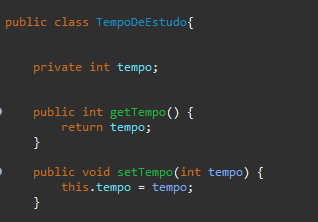 public class TempoDeEstudo{
private int tempo;
public int getTempo() {
return tempo;
}
public void setTempo(int tempo) {
this.tempo = tempo;
}